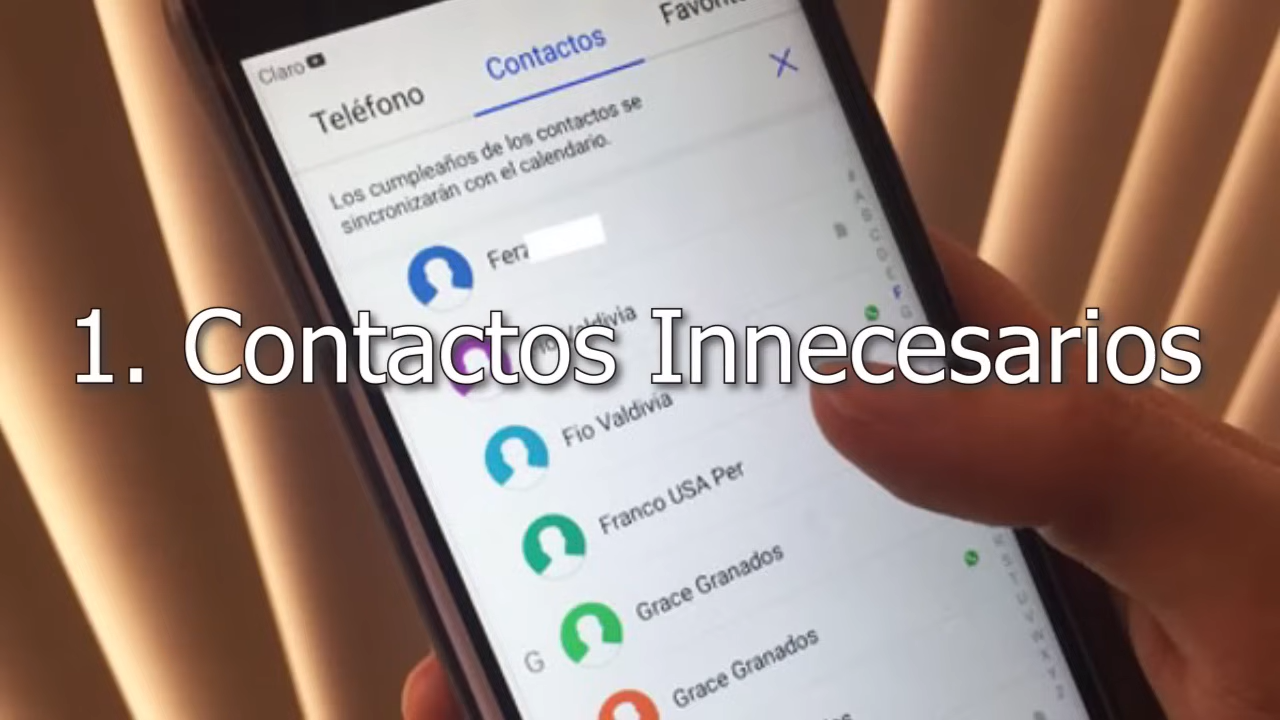 Claro
Teléfono
Contactos
Los cumpleaños de los contactos se
sincronizarán con el calendario.
1. Contactos Innecesarios
Valdivia
Fio Valdivia
Franco USA Per
Grace Granados
G
Grace Granados